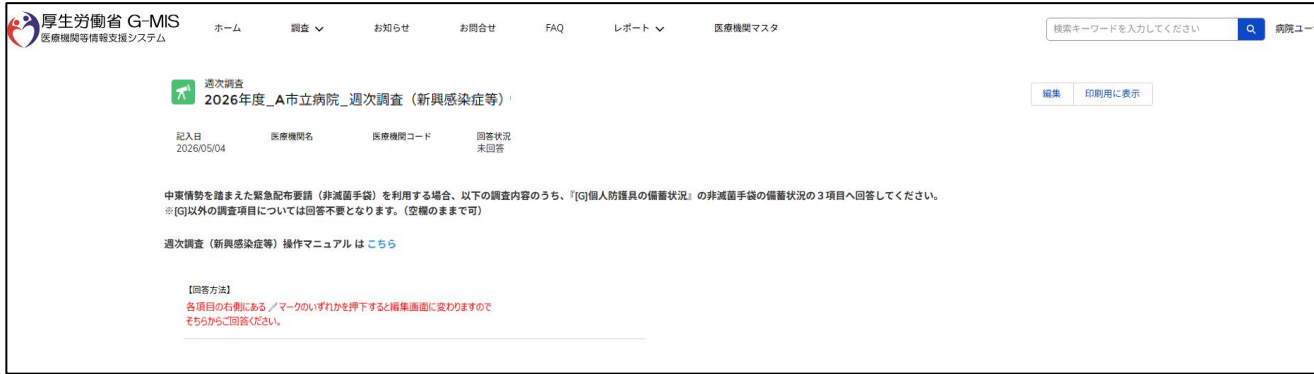 厚生労働省 G-MIS
医療機関等情報支援システム
ホーム 調査 お知らせ お問合せ FAQ レポート 医療機関マスタ
検索キーワードを入力してください
病院ユー
週次調査
2026年度_A市立病院_週次調査（新興感染症等）
編集 印刷用に表示
記入日 医療機関名 医療機関コード 回答状況
2026/05/04 未回答
中東情勢を踏まえた緊急配布要請（非滅菌手袋）を利用する場合、以下の調査内容のうち、『[G]個人防護具の備蓄状況』の非滅菌手袋の備蓄状況の３項目へ回答してください。
※[G]以外の調査項目については回答不要となります。（空欄のままで可）
週次調査（新興感染症等）操作マニュアル は こちら
【回答方法】
各項目の右側にある マークのいずれかを押下すると編集画面に変わりますので
そちらからご回答ください。